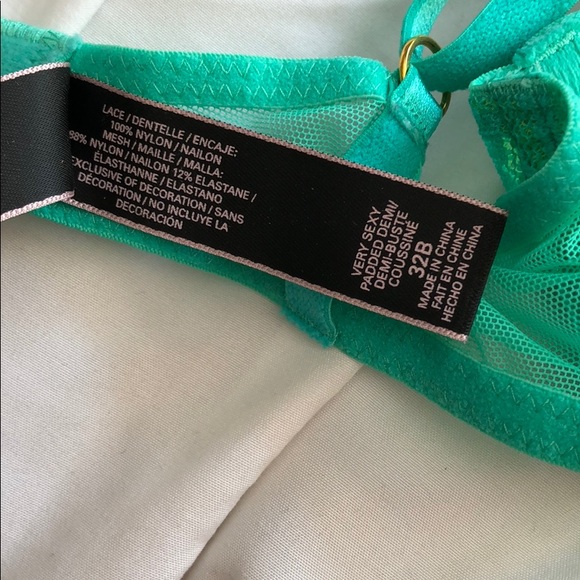 LACE / DENTELLE / ENCAJE:
100% NYLON / NAILON
MESH / MAILLE / MALLA:
88% NYLON / NAILON 12% ELASTANE /
ÉLASTHANNE / ELASTANO
EXCLUSIVE OF DECORATION / SANS
DÉCORATION / NO INCLUYE LA
DECORACIÓN
VERY SEXY
PADDED DEMI/
DEMI-BUSTE
COUSSINÉ
32B
MADE IN CHINA
FAIT EN CHINE
HECHO EN CHINA